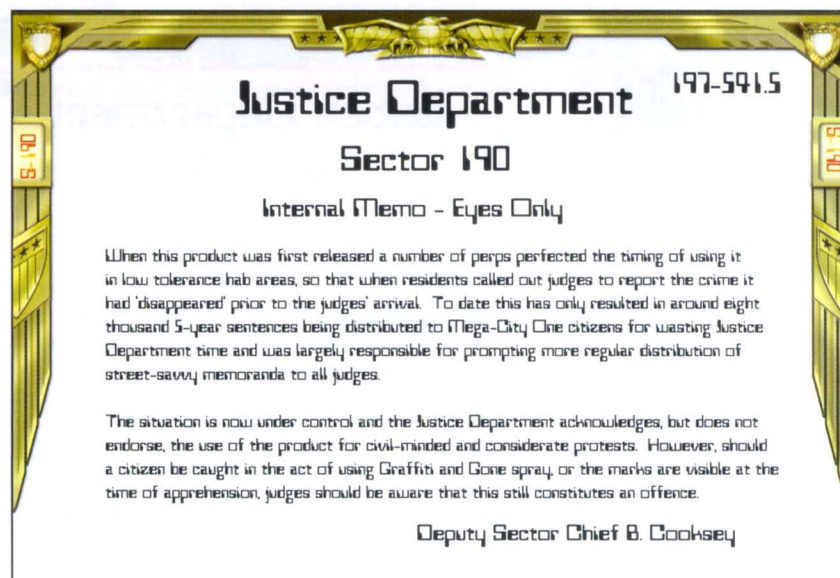 197-591.5
Justice Department
Sector 190
Internal Memo - Eyes Only
When this product was first released a number of perps perfected the timing of using it
in low tolerance hab areas, so that when residents called out judges to report the crime it
had 'disappeared' prior to the judges' arrival. To date this has only resulted in around eight
thousand 5-year sentences being distributed to Mega-City One citizens for wasting Justice
Department time and was largely responsible for prompting more regular distribution of
street-savvy memoranda to all judges.
The situation is now under control and the Justice Department acknowledges, but does not
endorse, the use of the product for civil-minded and considerate protests. However, should
a citizen be caught in the act of using Graffiti and Gone spray, or the marks are visible at the
time of apprehension, judges should be aware that this still constitutes an offence.
Deputy Sector Chief B. Cooksey
S-190
S-190